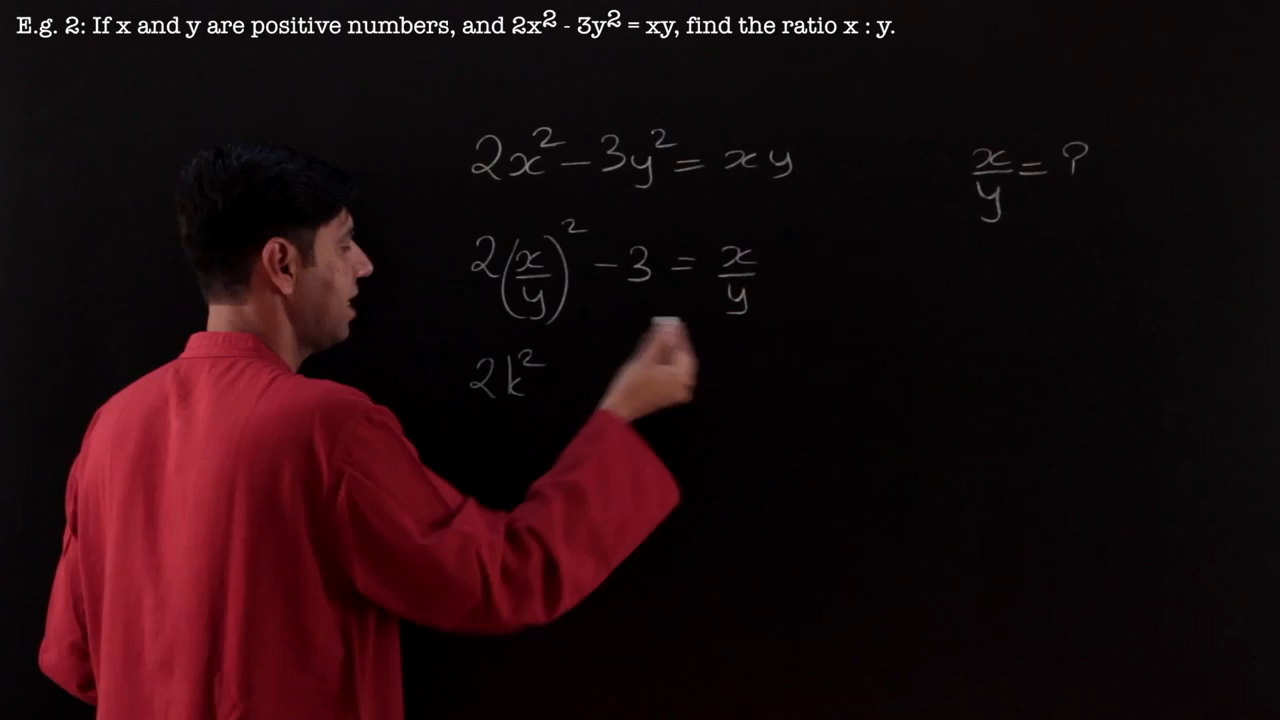 E.g. 2: If x and y are positive numbers, and 2x² - 3y² = xy, find the ratio x : y.
2x² - 3y² = xy
x/y = ?
2(x/y)² - 3 = x/y
2k²